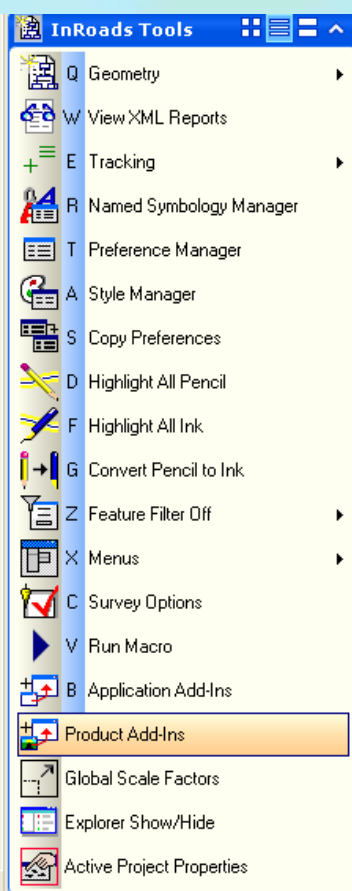 InRoads Tools
Q Geometry
W View XML Reports
E Tracking
R Named Symbology Manager
T Preference Manager
A Style Manager
S Copy Preferences
D Highlight All Pencil
F Highlight All Ink
G Convert Pencil to Ink
Z Feature Filter Off
X Menus
C Survey Options
V Run Macro
B Application Add-Ins
Product Add-Ins
Global Scale Factors
Explorer Show/Hide
Active Project Properties